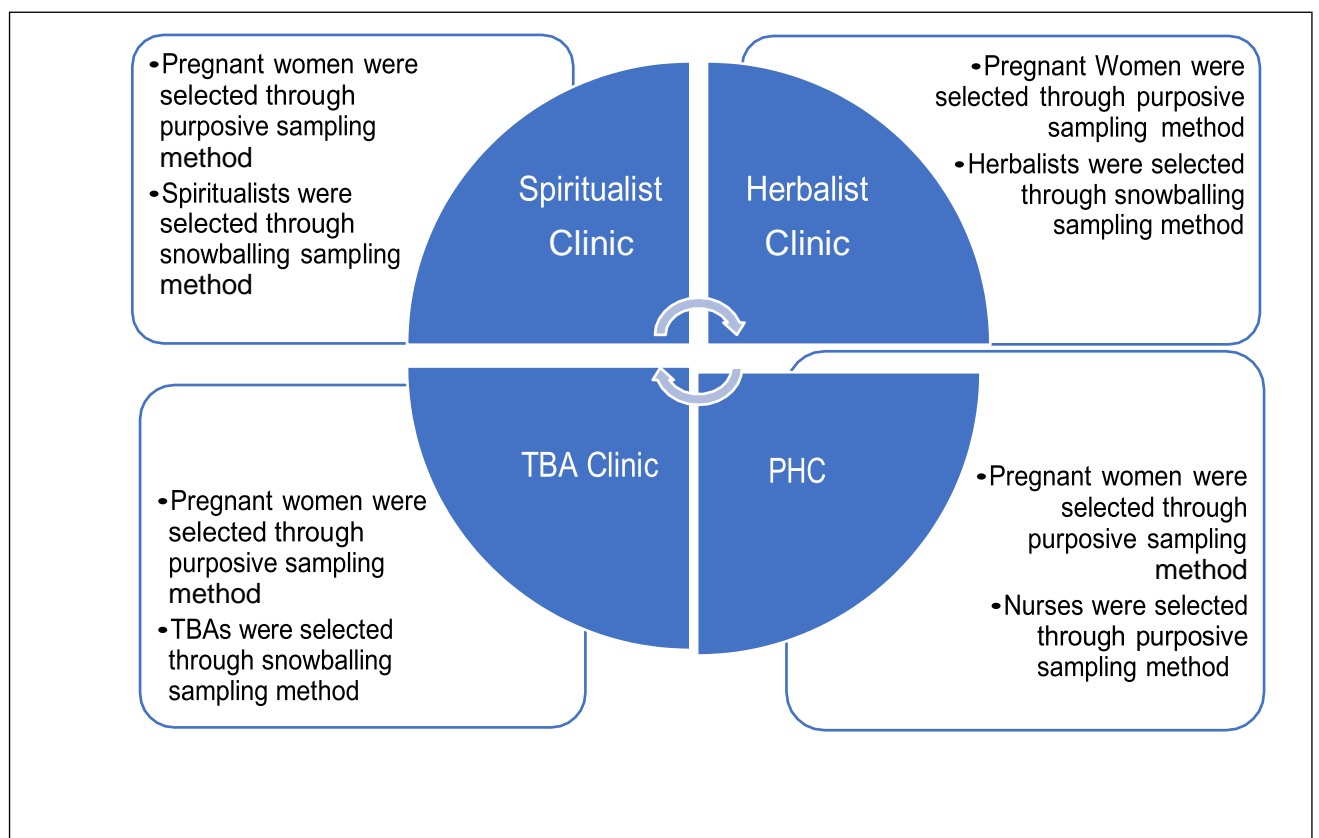 •Pregnant women were
selected through
purposive sampling
method
•Spiritualists were
selected through
snowballing sampling
method
Spiritualist
Clinic
Herbalist
Clinic
•Pregnant Women were
selected through purposive
sampling method
•Herbalists were selected
through snowballing
sampling method
•Pregnant women were
selected through
purposive sampling
method
•TBAs were selected
through snowballing
sampling method
TBA Clinic
PHC
•Pregnant women were
selected through
purposive sampling
method
•Nurses were selected
through purposive
sampling method